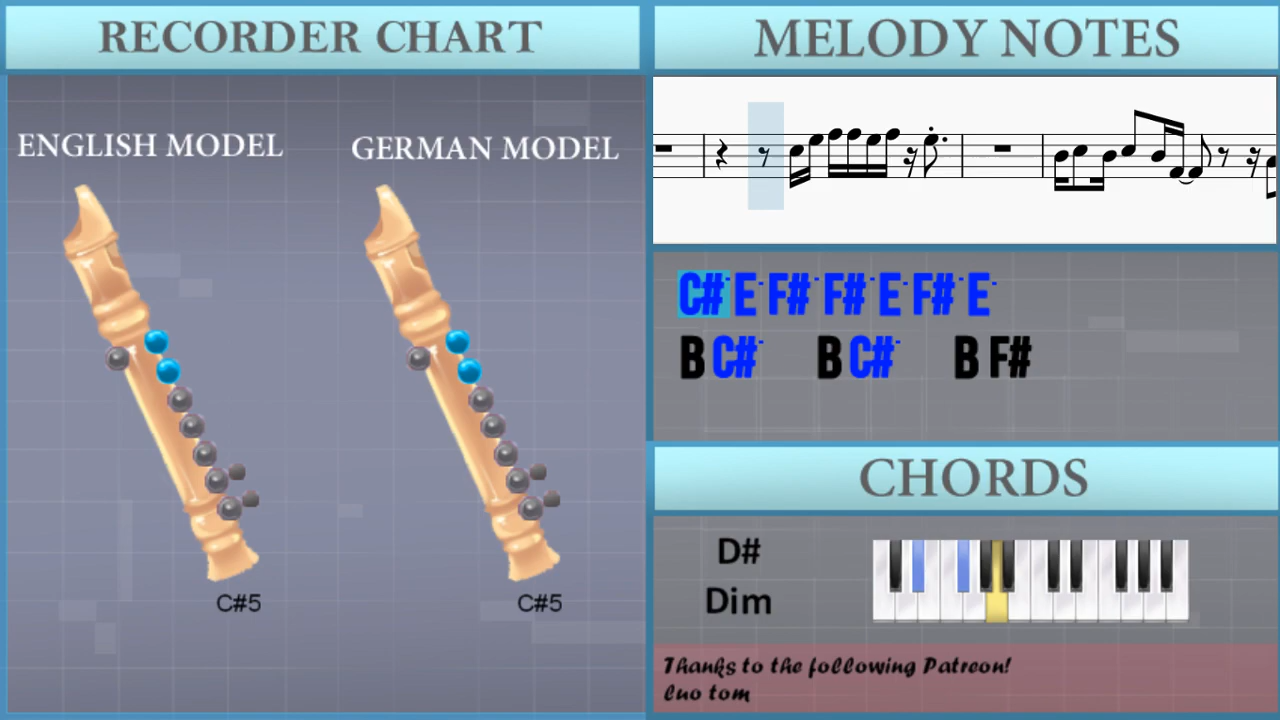 RECORDER CHART
ENGLISH MODEL
GERMAN MODEL
C#5
C#5
MELODY NOTES
C#· E· F#· F#· E· F#· E·
B C#· B C#· B F#
CHORDS
D#
Dim
Thanks to the following Patreon!
luo tom